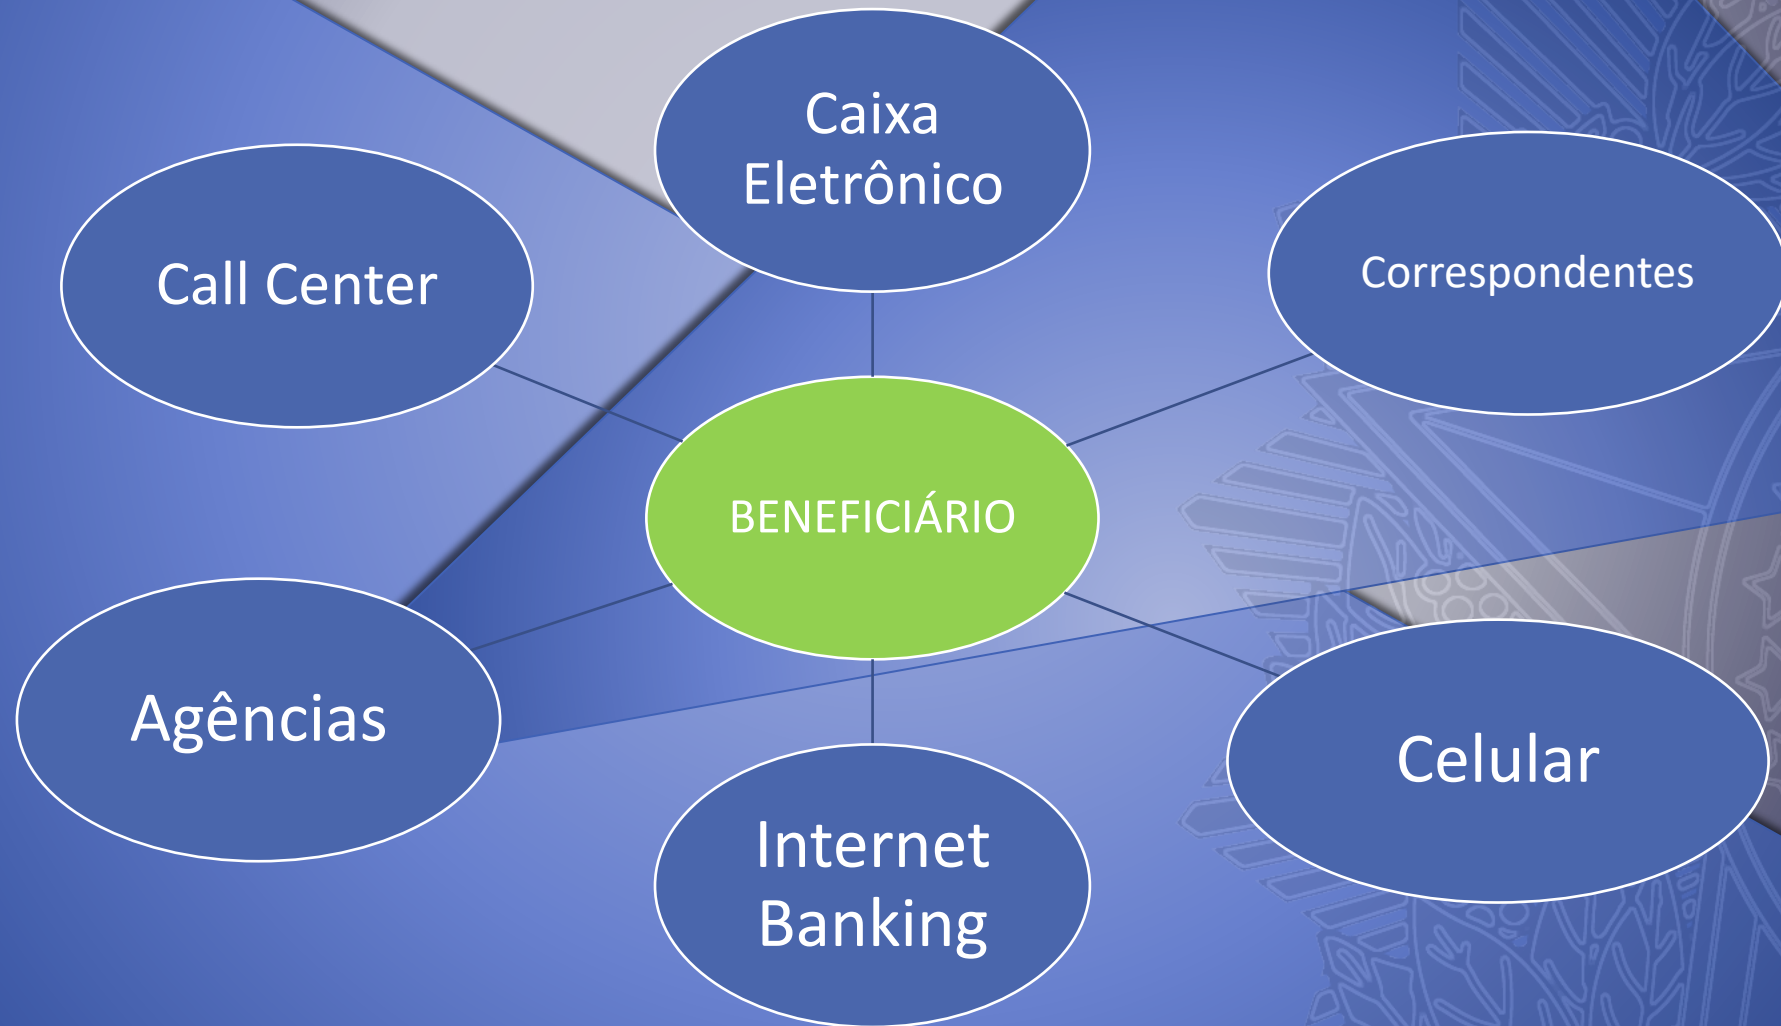 Caixa
Eletrônico
Call Center
Correspondentes
BENEFICIÁRIO
Agências
Celular
Internet
Banking